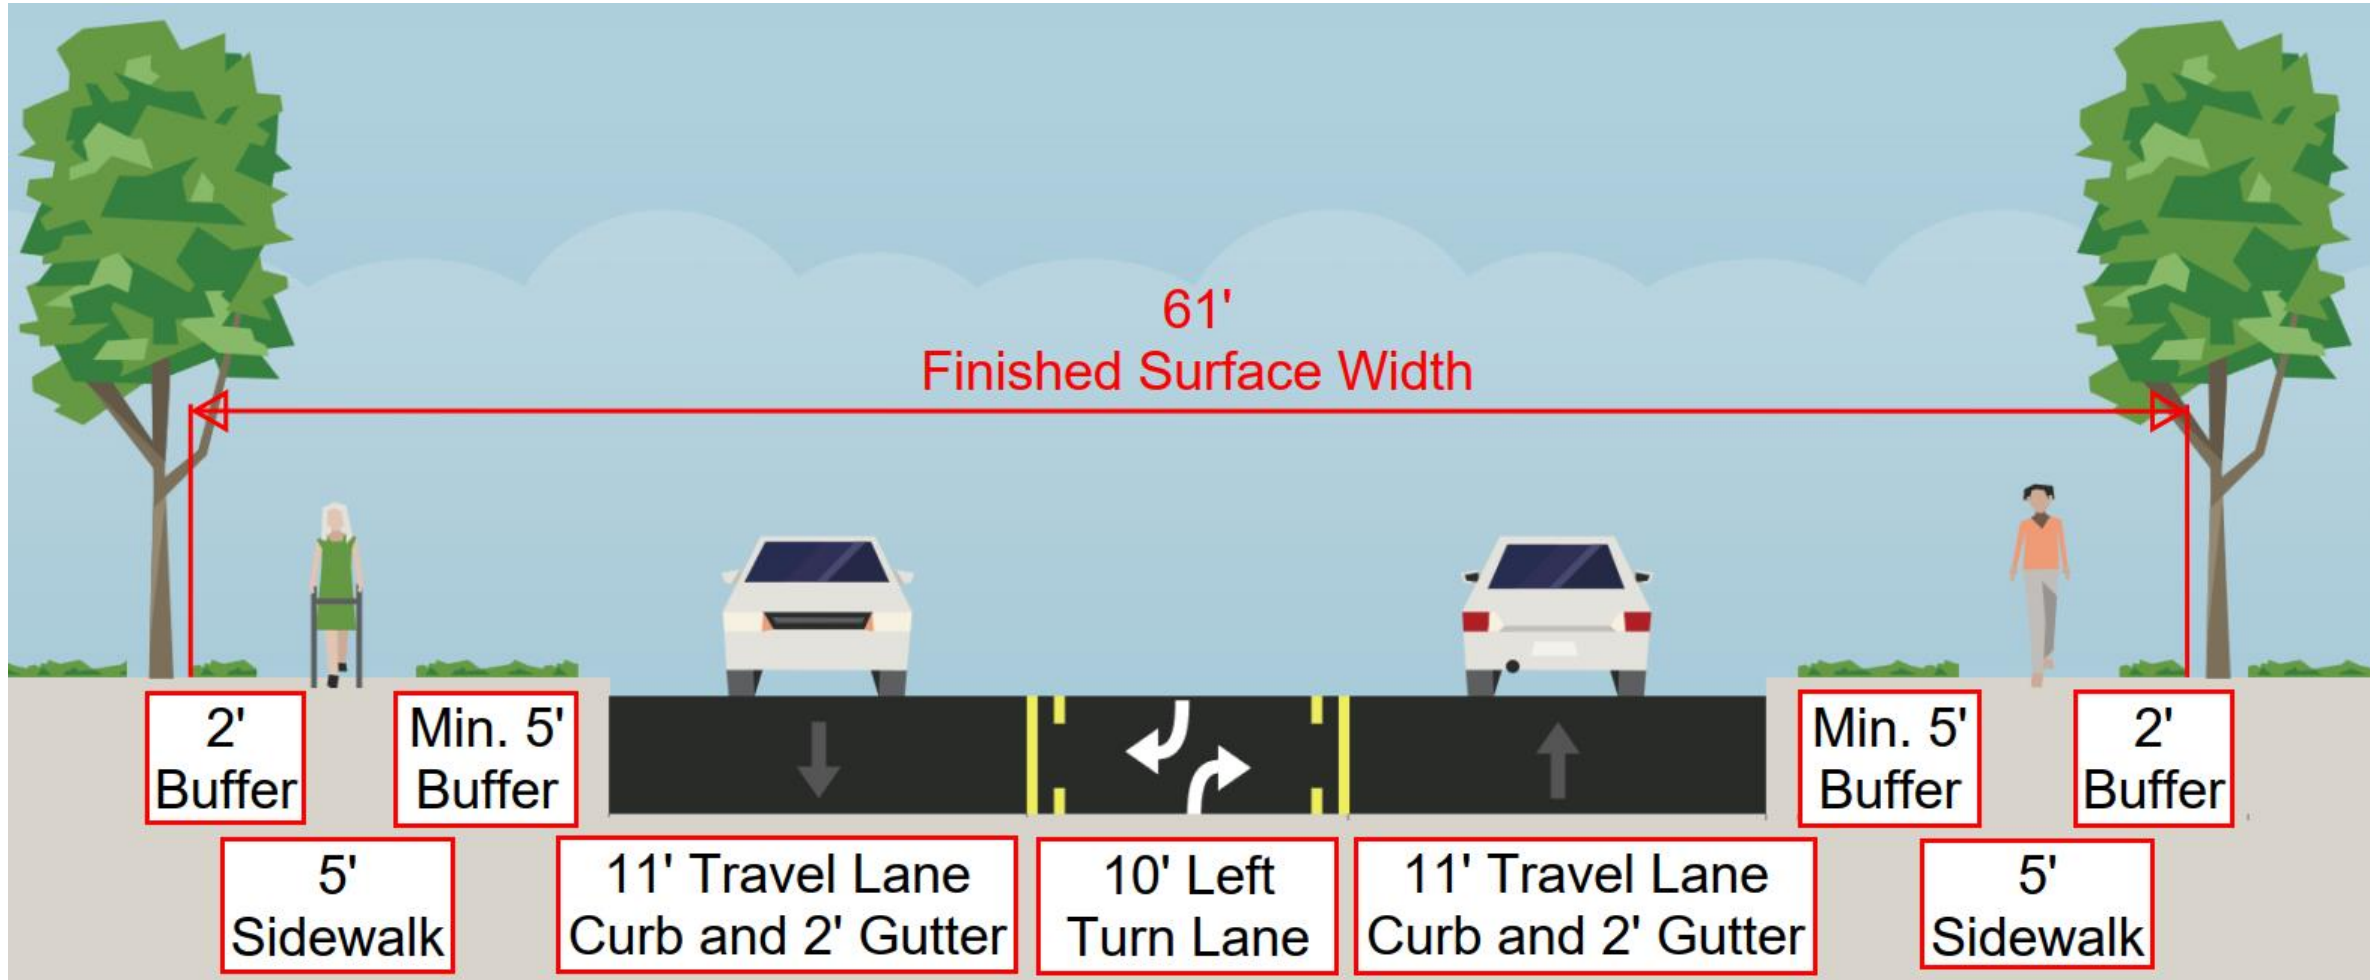 61'
Finished Surface Width
2'
Buffer
Min. 5'
Buffer
Min. 5'
Buffer
2'
Buffer
5'
Sidewalk
11' Travel Lane
Curb and 2' Gutter
10' Left
Turn Lane
11' Travel Lane
Curb and 2' Gutter
5'
Sidewalk